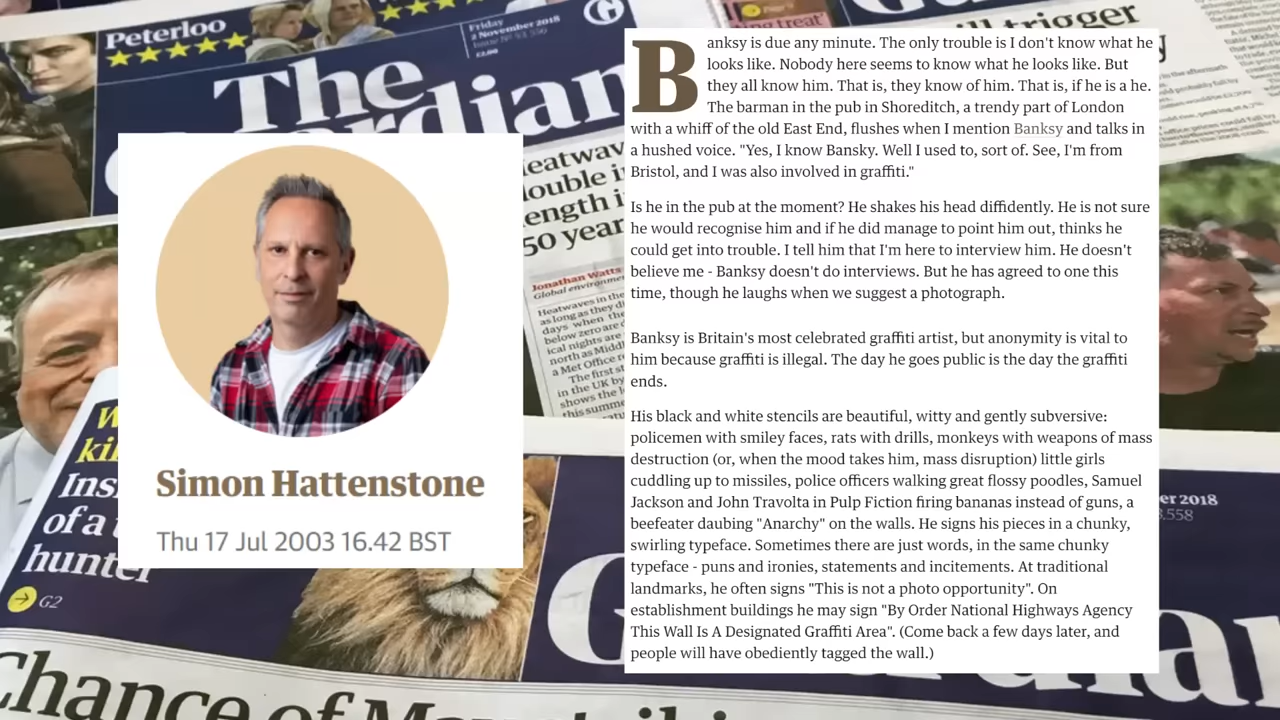 Peterloo
Friday
2 November 2018
The
Jonathan Watts
Simon Hattenstone
Thu 17 Jul 2003 16.42 BST
G2
Chance of
Banksy is due any minute. The only trouble is I don't know what he
looks like. Nobody here seems to know what he looks like. But
they all know him. That is, they know of him. That is, if he is a he.
The barman in the pub in Shoreditch, a trendy part of London
with a whiff of the old East End, flushes when I mention Banksy and talks in
a hushed voice. "Yes, I know Bansky. Well I used to, sort of. See, I'm from
Bristol, and I was also involved in graffiti."
Is he in the pub at the moment? He shakes his head diffidently. He is not sure
he would recognise him and if he did manage to point him out, thinks he
could get into trouble. I tell him that I'm here to interview him. He doesn't
believe me - Banksy doesn't do interviews. But he has agreed to one this
time, though he laughs when we suggest a photograph.
Banksy is Britain's most celebrated graffiti artist, but anonymity is vital to
him because graffiti is illegal. The day he goes public is the day the graffiti
ends.
His black and white stencils are beautiful, witty and gently subversive:
policemen with smiley faces, rats with drills, monkeys with weapons of mass
destruction (or, when the mood takes him, mass disruption) little girls
cuddling up to missiles, police officers walking great flossy poodles, Samuel
Jackson and John Travolta in Pulp Fiction firing bananas instead of guns, a
beefeater daubing "Anarchy" on the walls. He signs his pieces in a chunky,
swirling typeface. Sometimes there are just words, in the same chunky
typeface - puns and ironies, statements and incitements. At traditional
landmarks, he often signs "This is not a photo opportunity". On
establishment buildings he may sign "By Order National Highways Agency
This Wall Is A Designated Graffiti Area". (Come back a few days later, and
people will have obediently tagged the wall.)